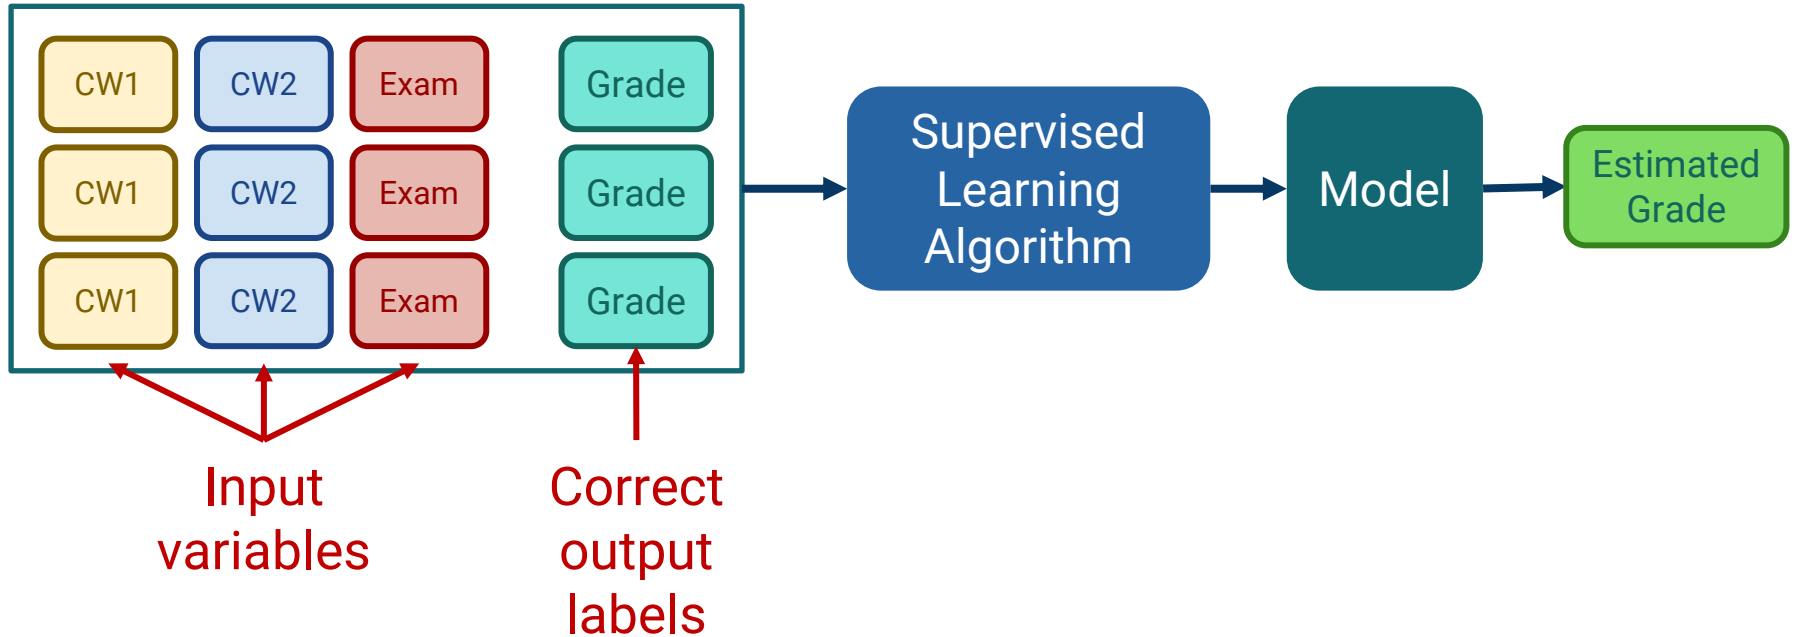 CW1 CW2 Exam Grade
CW1 CW2 Exam Grade
CW1 CW2 Exam Grade
Supervised
Learning
Algorithm
Model
Estimated
Grade
Input
variables
Correct
output
labels